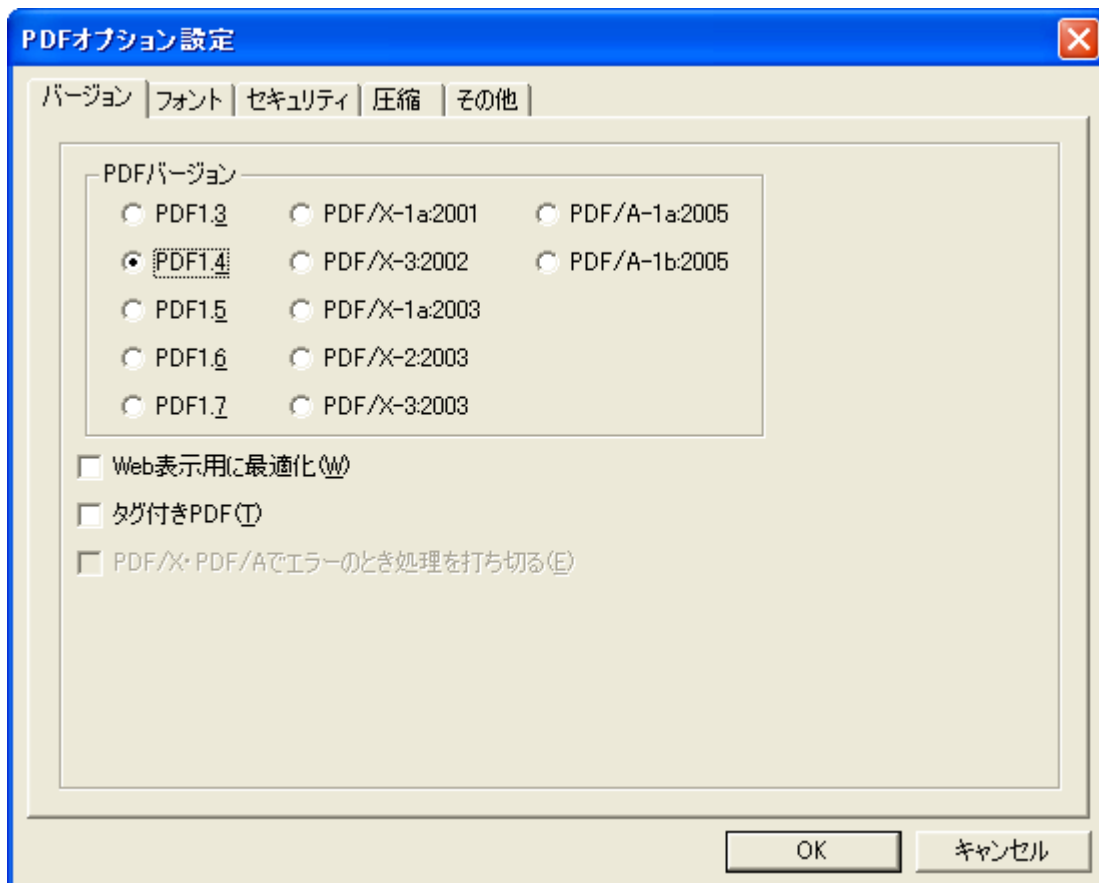 PDFオプション設定
バージョン フォント セキュリティ 圧縮 その他
PDFバージョン
PDF1.3 PDF/X-1a:2001 PDF/A-1a:2005
PDF1.4 PDF/X-3:2002 PDF/A-1b:2005
PDF1.5 PDF/X-1a:2003
PDF1.6 PDF/X-2:2003
PDF1.7 PDF/X-3:2003
Web表示用に最適化(W)
タグ付きPDF(T)
PDF/X・PDF/Aでエラーのとき処理を打ち切る(E)
OK キャンセル